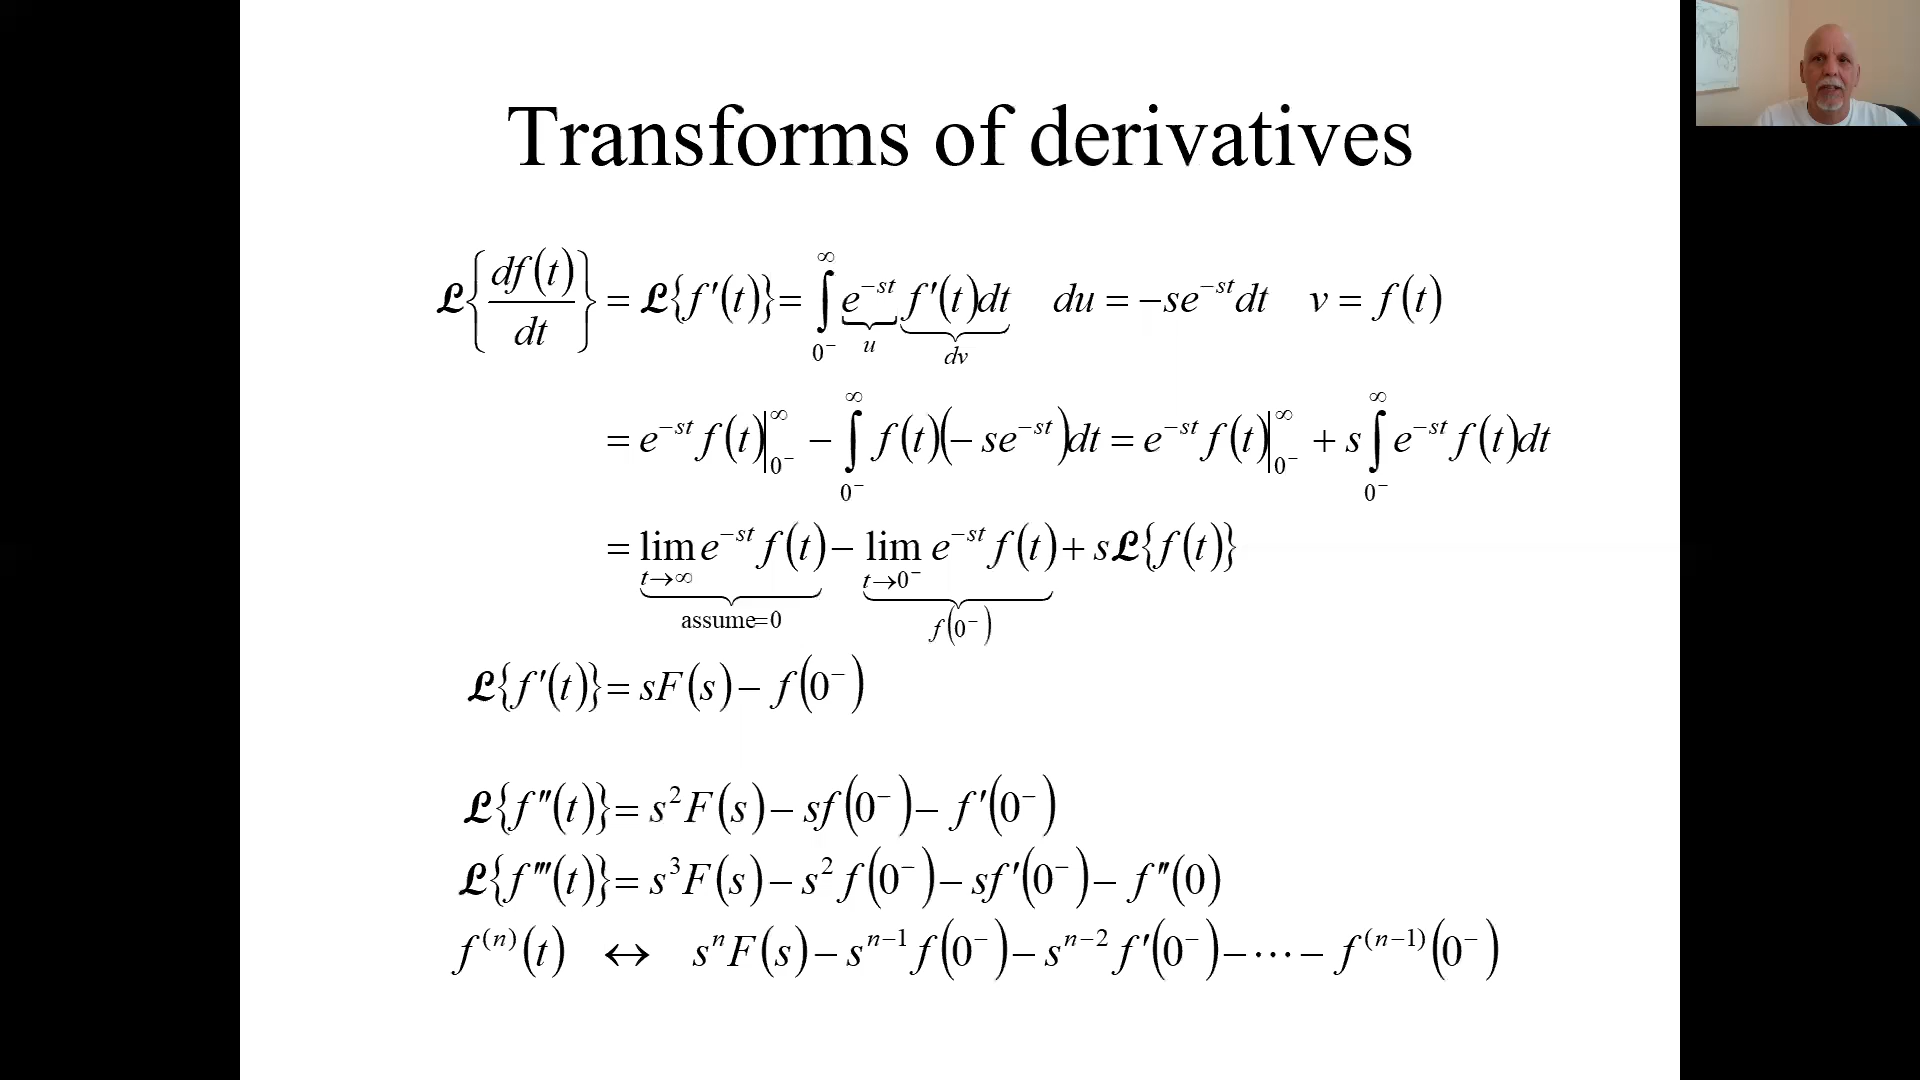 Transforms of derivatives
ℒ{df(t)/dt} = ℒ{f′(t)} = ∫_{0⁻}^{∞} e^{−st} f′(t)dt du = −se^{−st}dt v = f(t)
u dv
= e^{−st} f(t)|_{0⁻}^{∞} − ∫_{0⁻}^{∞} f(t)(−se^{−st})dt = e^{−st} f(t)|_{0⁻}^{∞} + s∫_{0⁻}^{∞} e^{−st} f(t)dt
= lim_{t→∞} e^{−st} f(t) − lim_{t→0⁻} e^{−st} f(t) + sℒ{f(t)}
assume=0 f(0⁻)
ℒ{f′(t)} = sF(s) − f(0⁻)
ℒ{f″(t)} = s²F(s) − sf(0⁻) − f′(0⁻)
ℒ{f‴(t)} = s³F(s) − s²f(0⁻) − sf′(0⁻) − f″(0)
f^{(n)}(t) ↔ sⁿF(s) − s^{n−1} f(0⁻) − s^{n−2} f′(0⁻) − ⋯ − f^{(n−1)}(0⁻)